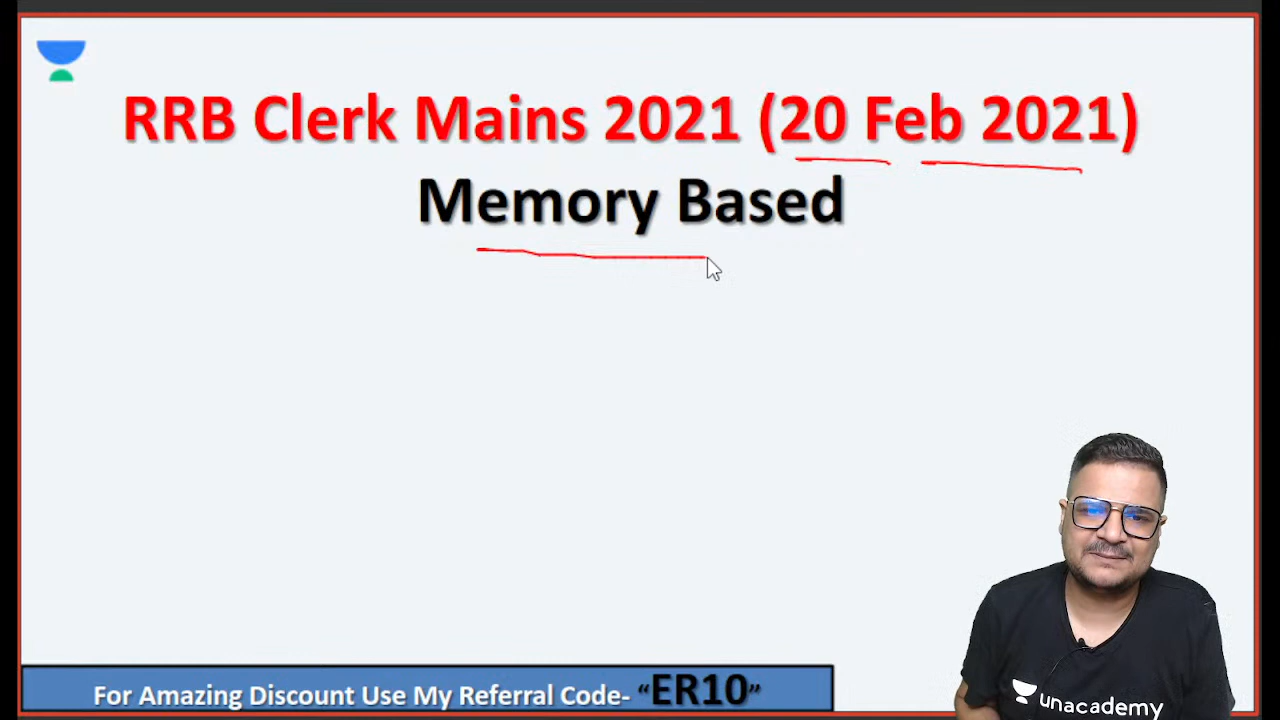 RRB Clerk Mains 2021 (20 Feb 2021)
Memory Based
For Amazing Discount Use My Referral Code- “ER10”
unacademy